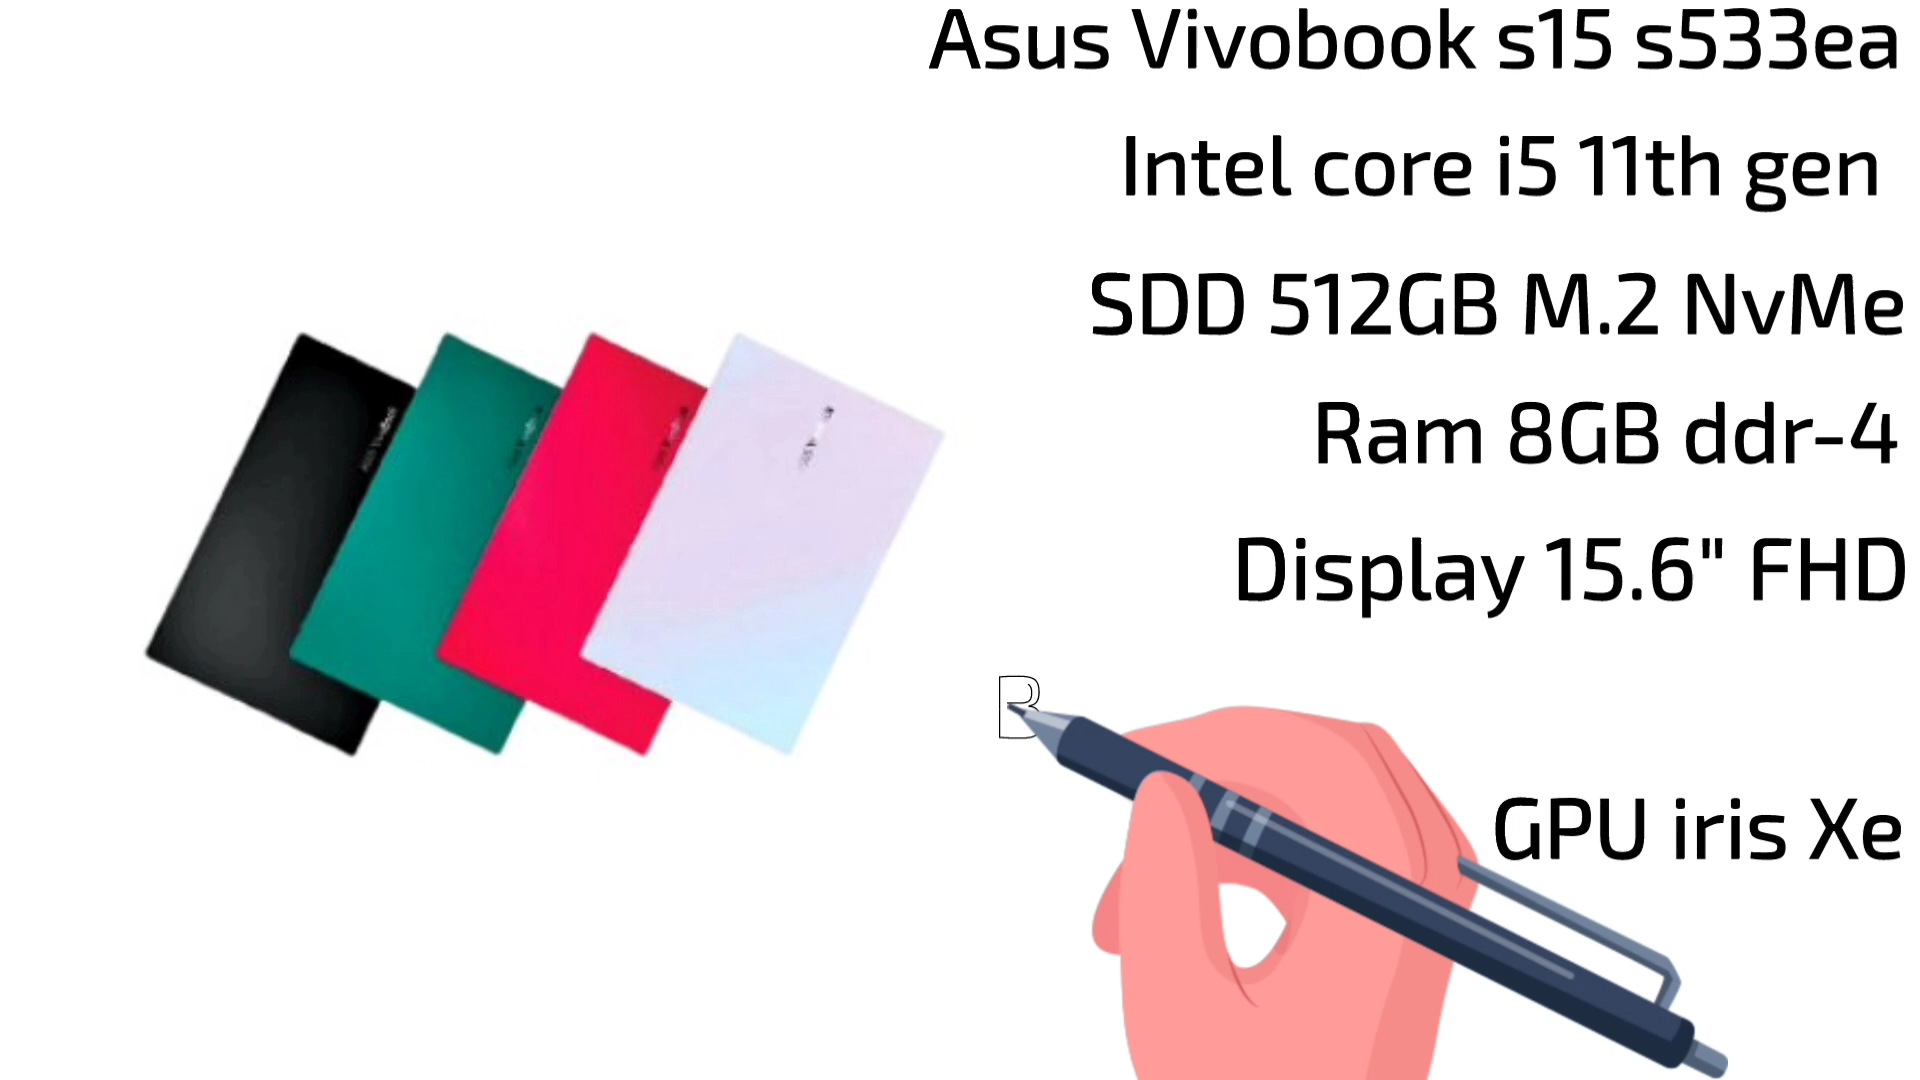 Asus Vivobook s15 s533ea
Intel core i5 11th gen
SDD 512GB M.2 NvMe
Ram 8GB ddr-4
Display 15.6" FHD
B
GPU iris Xe